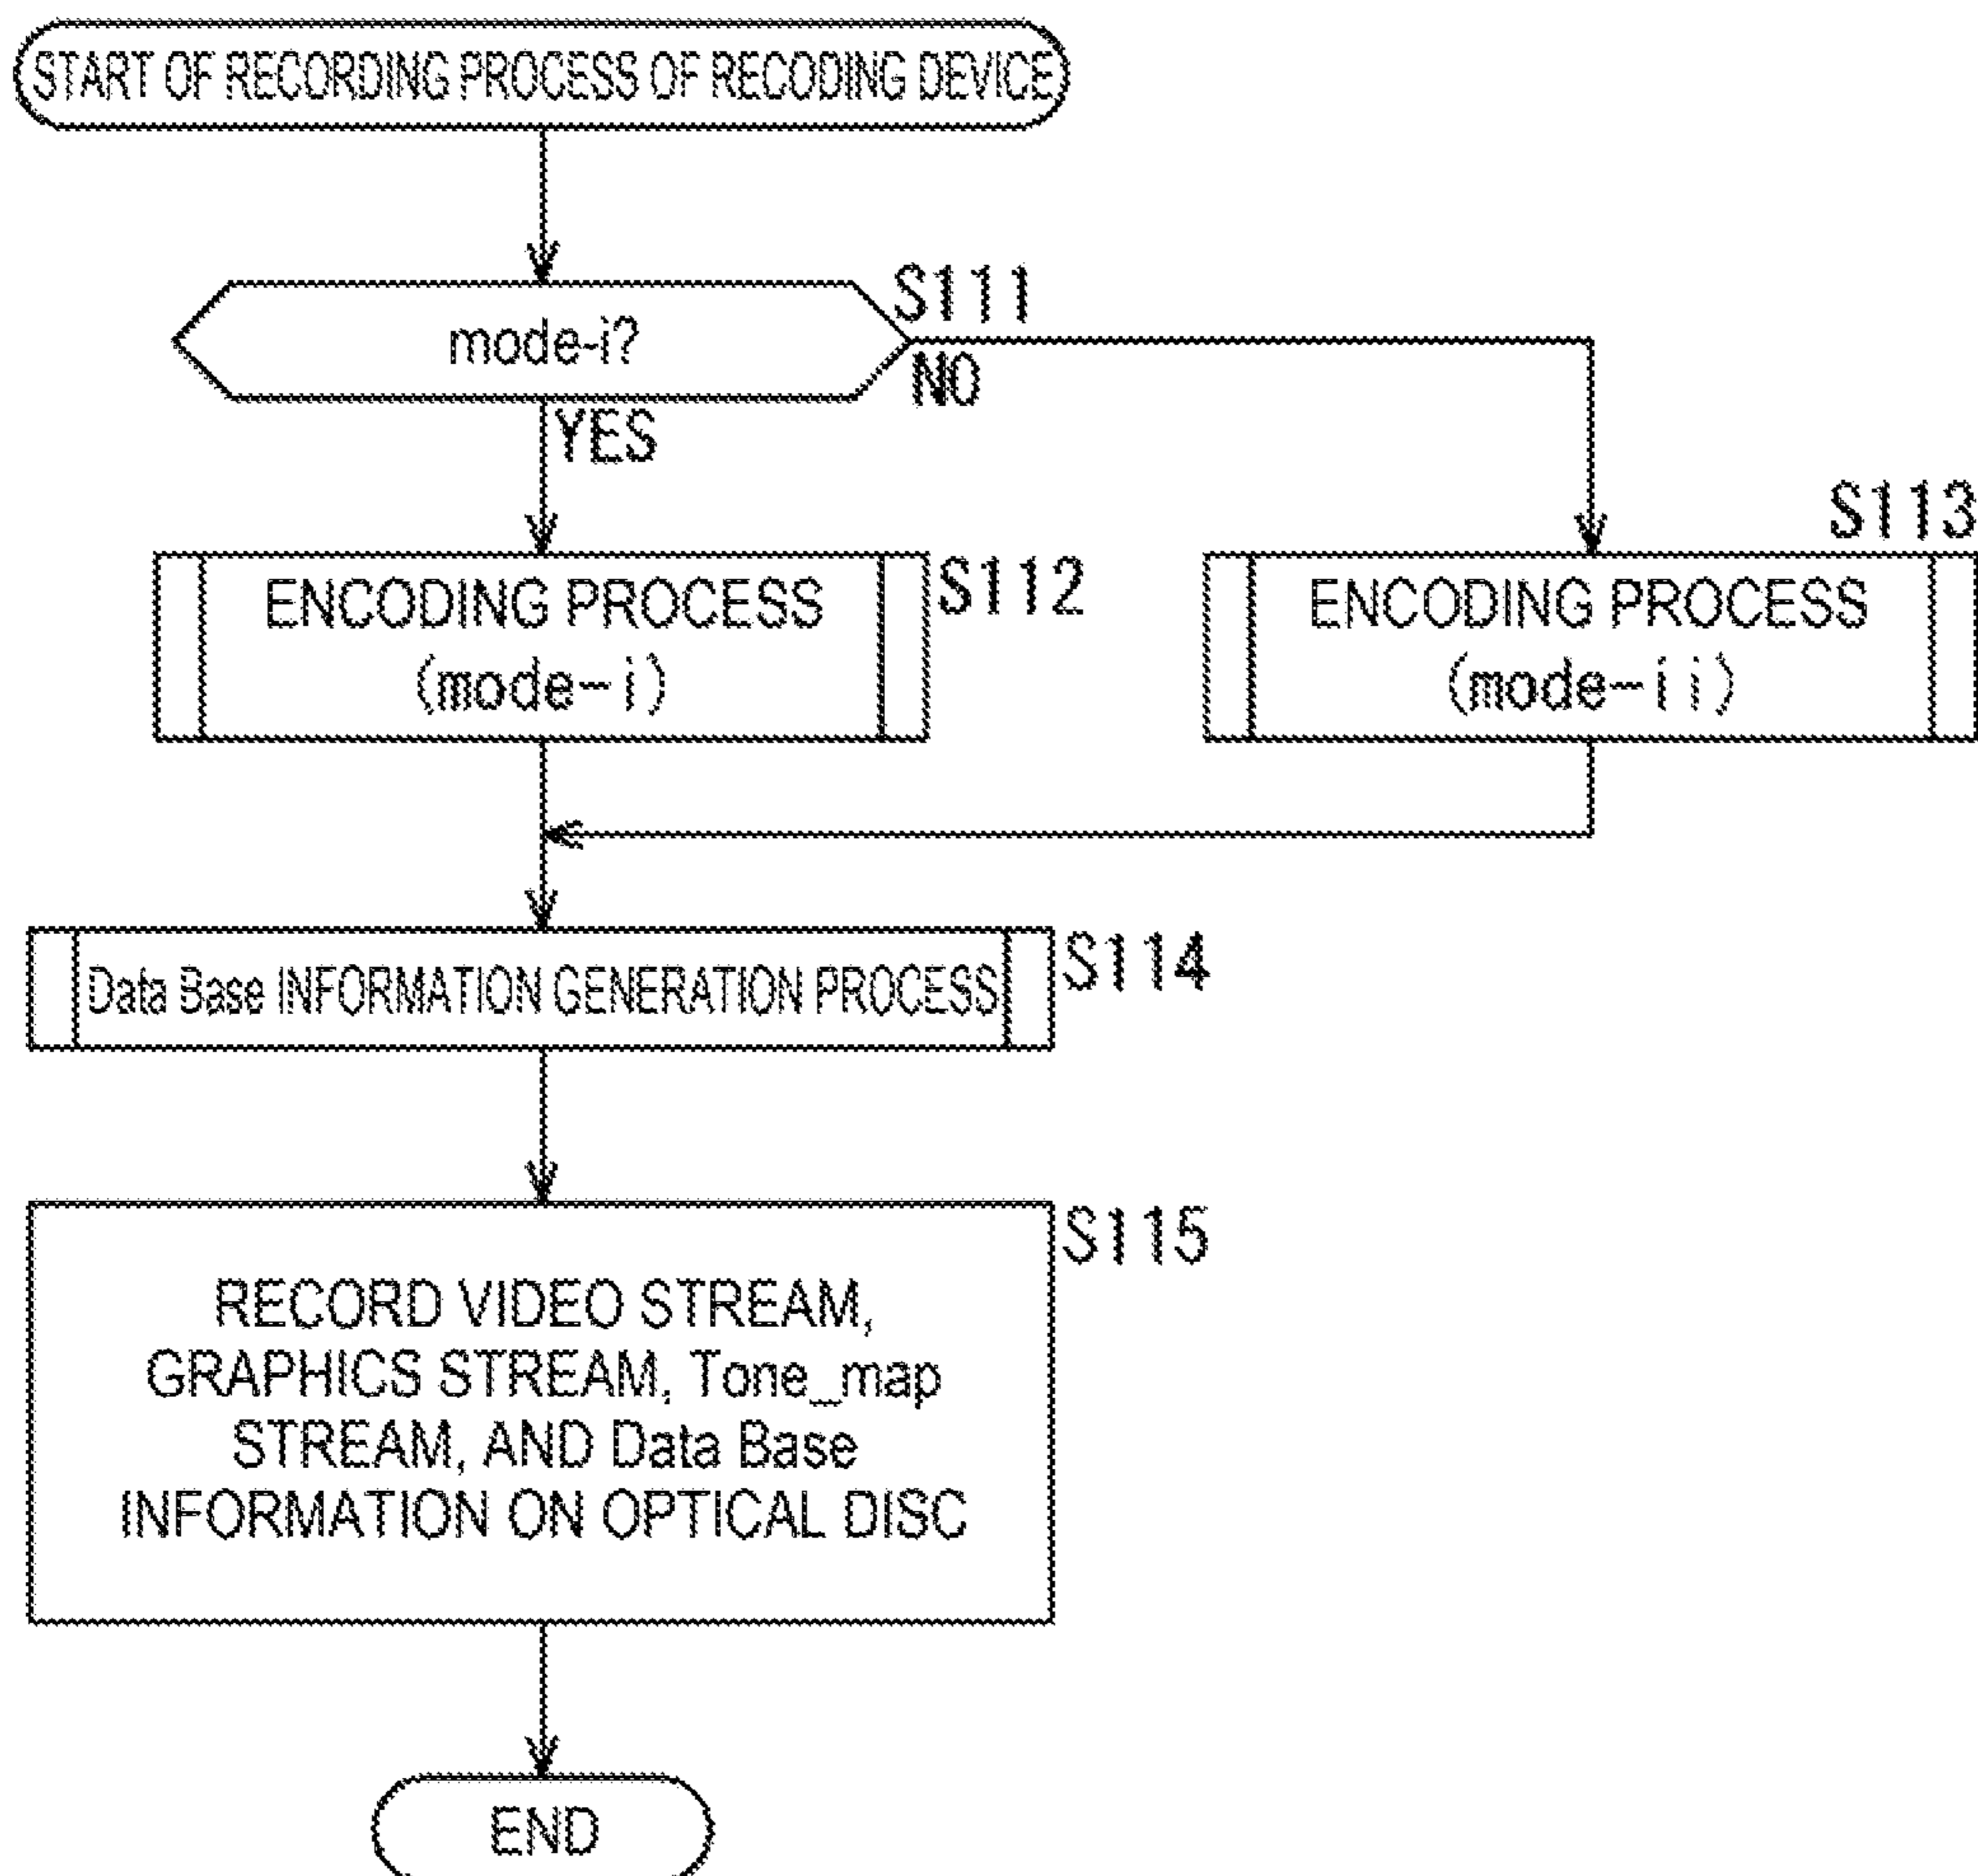 START OF RECORDING PROCESS OF RECODING DEVICE
S111
mode-i?
NO
YES
S113
ENCODING PROCESS
(mode-i)
S112
ENCODING PROCESS
(mode-ii)
Data Base INFORMATION GENERATION PROCESS
S114
S115
RECORD VIDEO STREAM,
GRAPHICS STREAM, Tone_map
STREAM, AND Data Base
INFORMATION ON OPTICAL DISC
END